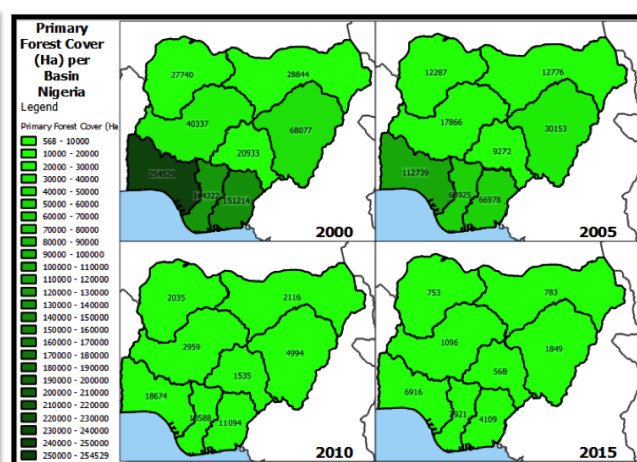 Primary
Forest Cover
(Ha) per
Basin
Nigeria
Legend
Primary Forest Cover (Ha
568 - 10000
10000 - 20000
20000 - 30000
30000 - 40000
40000 - 50000
50000 - 60000
60000 - 70000
70000 - 80000
80000 - 90000
90000 - 100000
100000 - 110000
110000 - 120000
120000 - 130000
130000 - 140000
140000 - 150000
150000 - 160000
160000 - 170000
170000 - 180000
180000 - 190000
190000 - 200000
200000 - 210000
210000 - 220000
220000 - 230000
230000 - 240000
240000 - 250000
250000 - 254529
27740
28844
40337
68077
20933
254529
151214
2000
12287
12776
17866
30153
9272
112739
66978
2005
2035
2116
2959
4994
1535
18674
11094
2010
753
783
1096
1849
568
6916
4109
2015